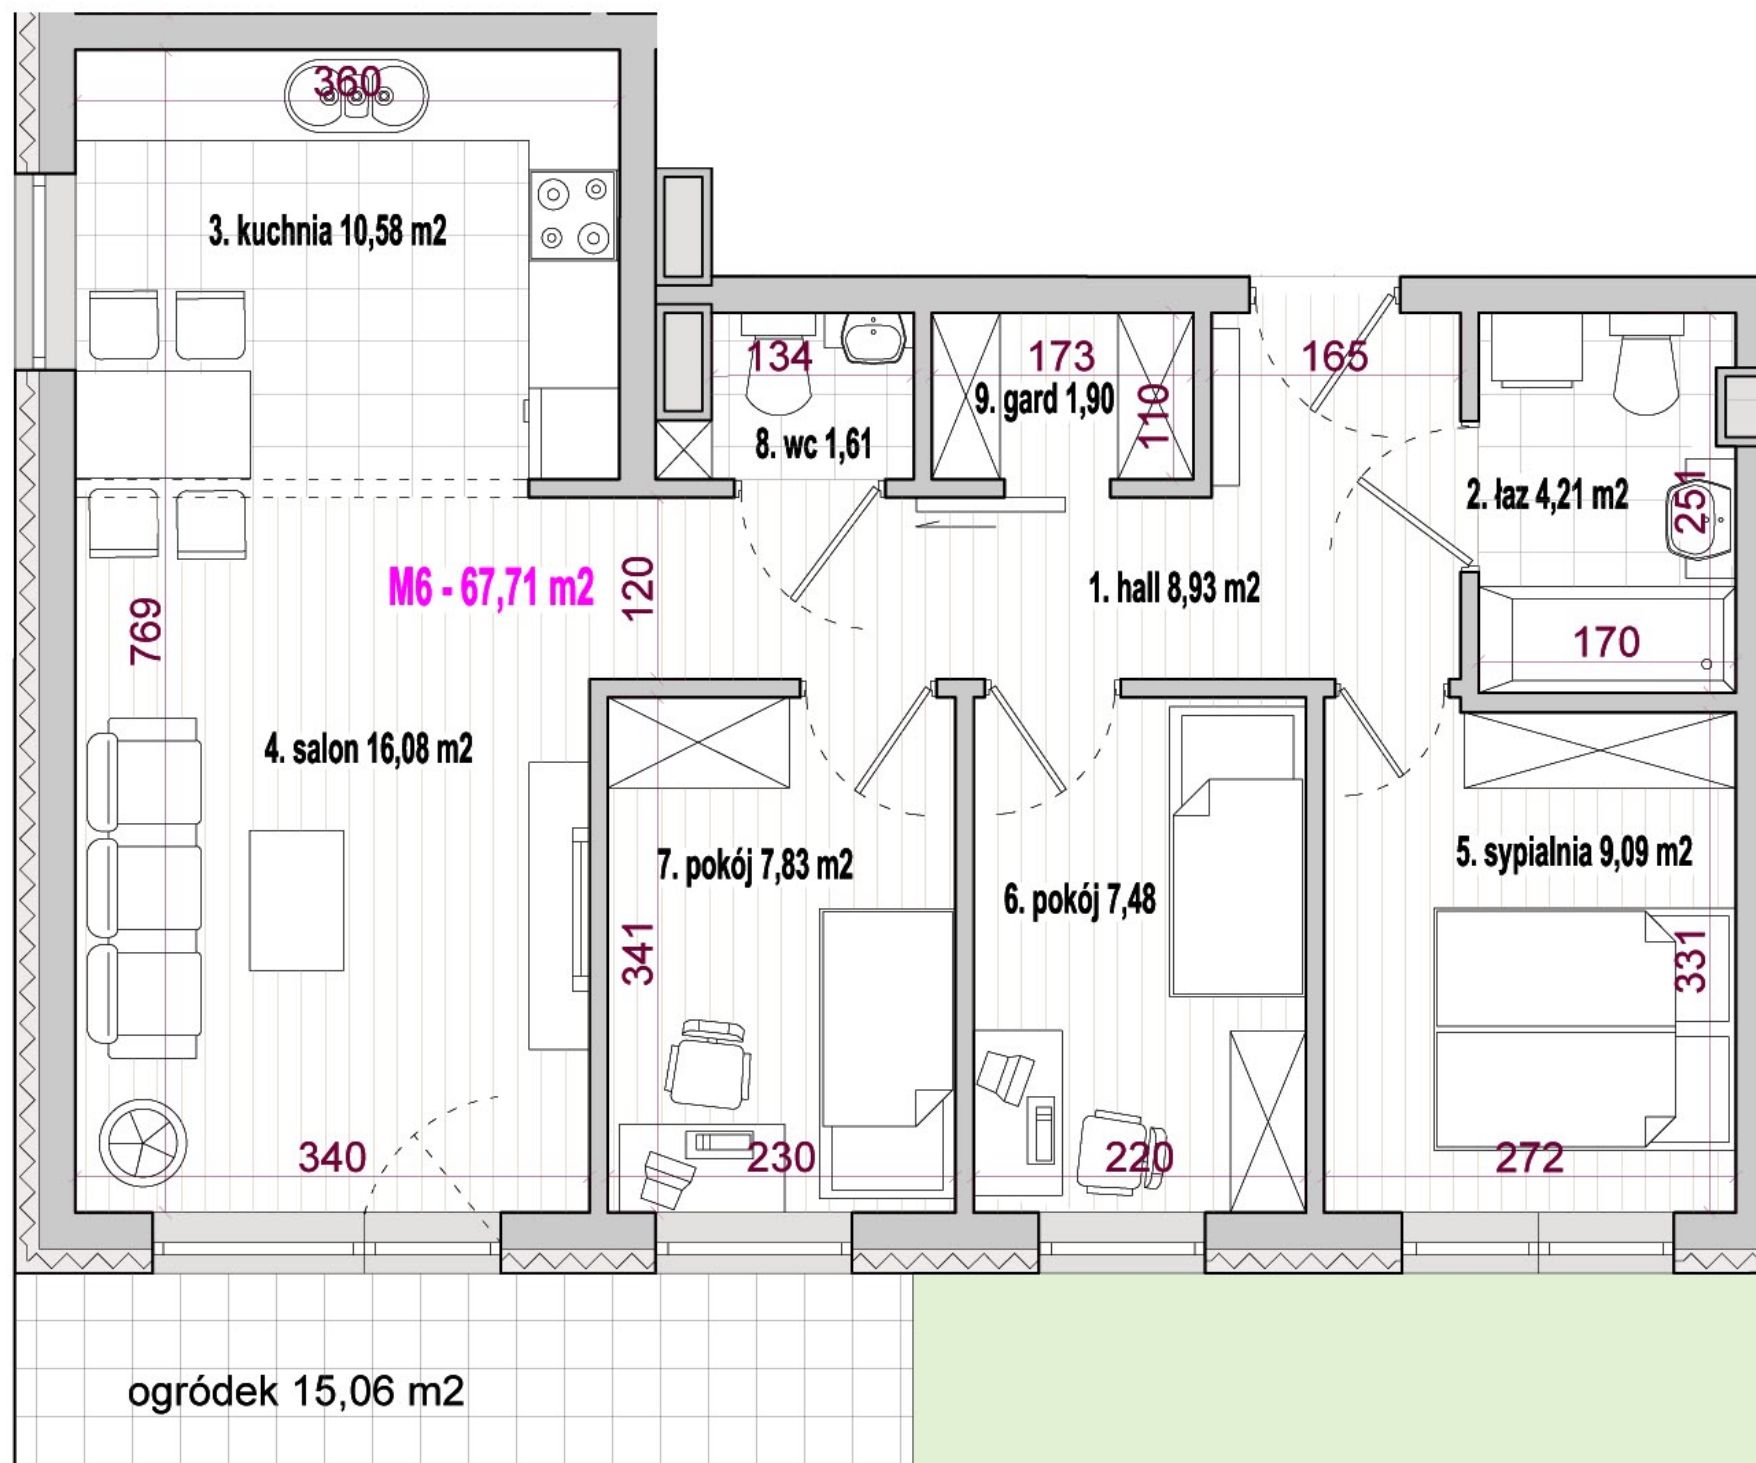 360
3. kuchnia 10,58 m2
134
173
165
9. gard 1,90
110
8. wc 1,61
2. łaz 4,21 m2
251
M6 - 67,71 m2
120
1. hall 8,93 m2
769
170
4. salon 16,08 m2
7. pokój 7,83 m2
5. sypialnia 9,09 m2
6. pokój 7,48
341
331
340
230
220
272
ogródek 15,06 m2